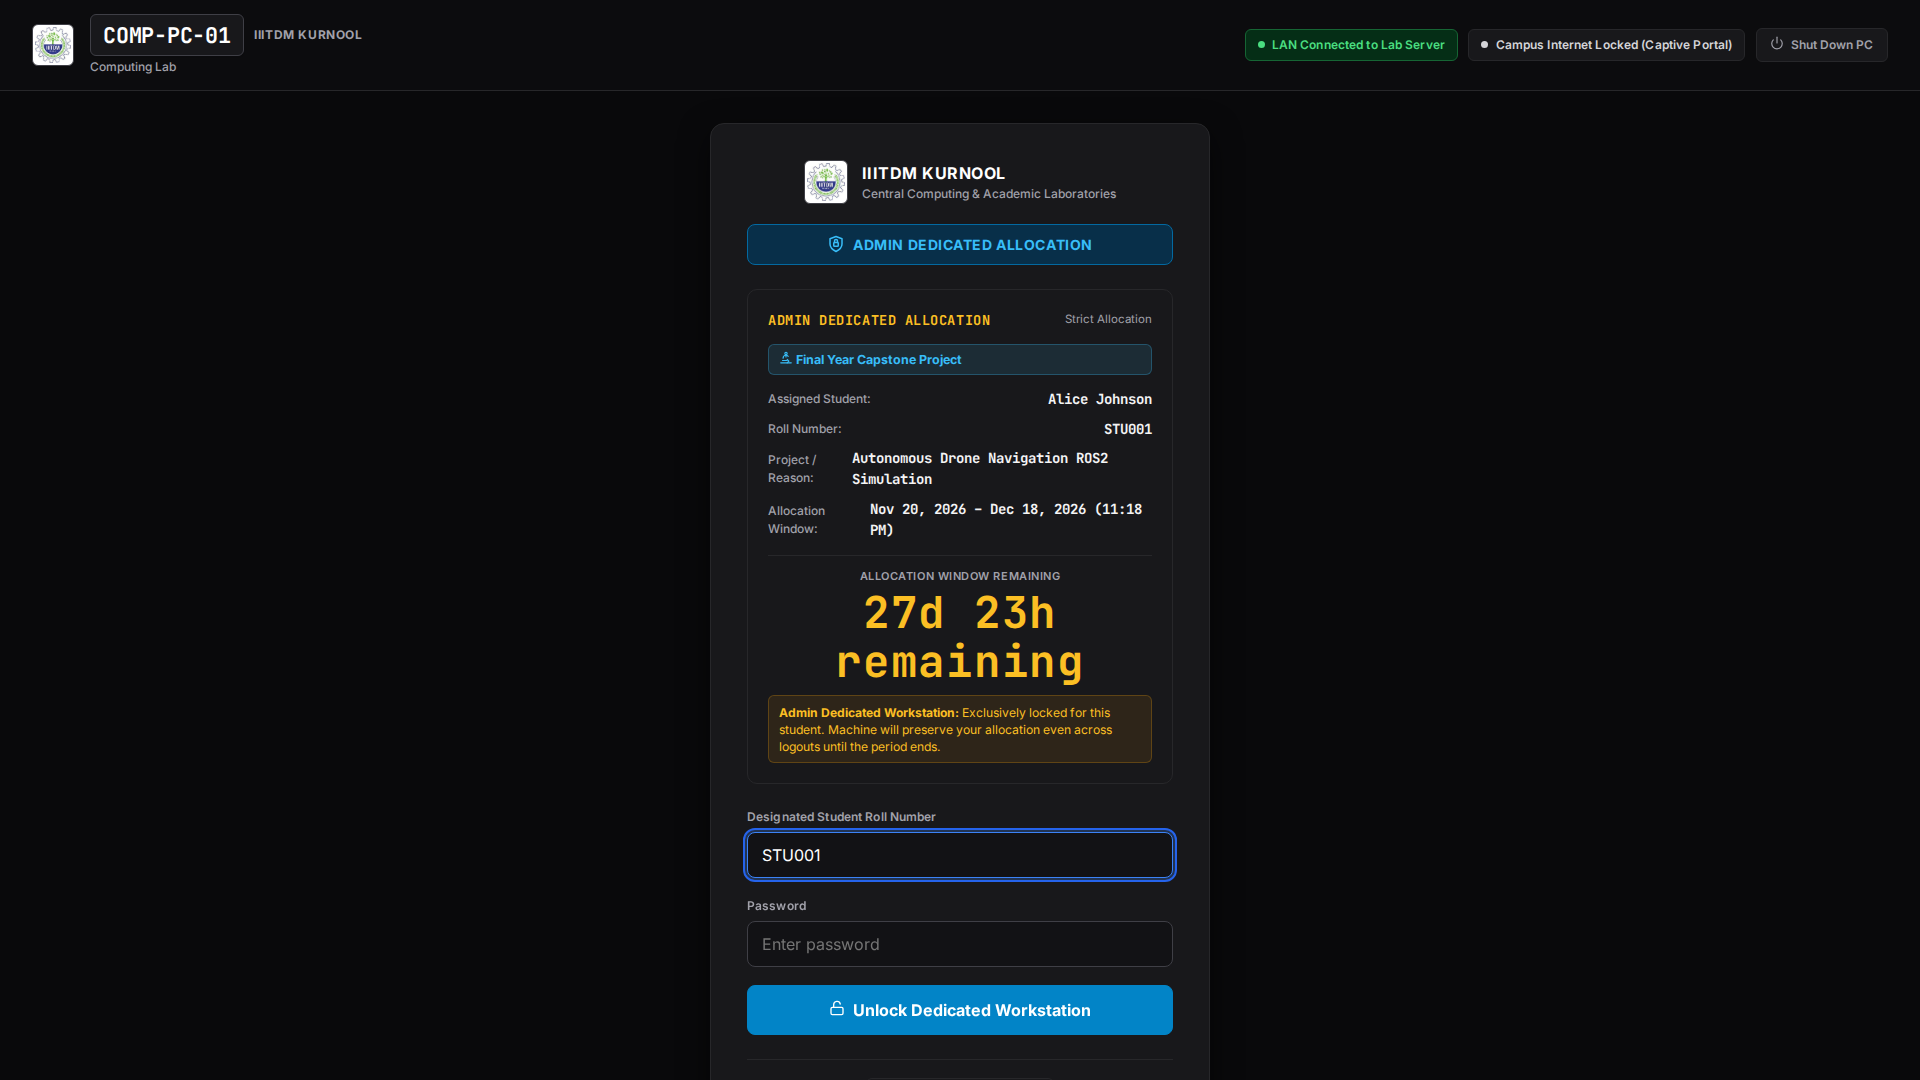 COMP-PC-01 IIITDM KURNOOL
Computing Lab
LAN Connected to Lab Server
Campus Internet Locked (Captive Portal)
Shut Down PC
IIITDM KURNOOL
Central Computing & Academic Laboratories
ADMIN DEDICATED ALLOCATION
ADMIN DEDICATED ALLOCATION
Strict Allocation
Final Year Capstone Project
Assigned Student: Alice Johnson
Roll Number: STU001
Project / Reason:
Autonomous Drone Navigation ROS2
Simulation
Allocation Window:
Nov 20, 2026 – Dec 18, 2026 (11:18
PM)
ALLOCATION WINDOW REMAINING
27d 23h
remaining
Admin Dedicated Workstation: Exclusively locked for this
student. Machine will preserve your allocation even across
logouts until the period ends.
Designated Student Roll Number
STU001
Password
Enter password
Unlock Dedicated Workstation